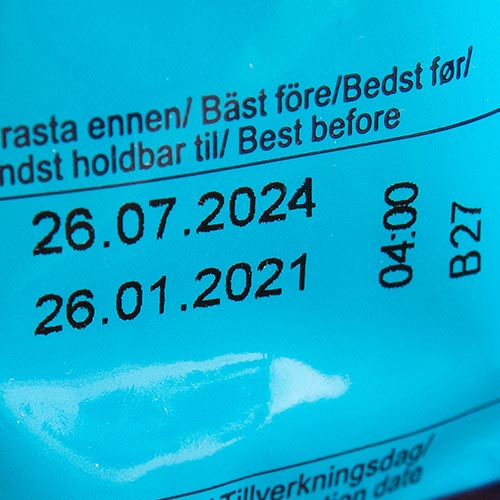 rasta ennen/ Bäst före/Bedst før/
ndst holdbar til/ Best before
26.07.2024
26.01.2021
04:00
B27
Tillverkningsdag/
date